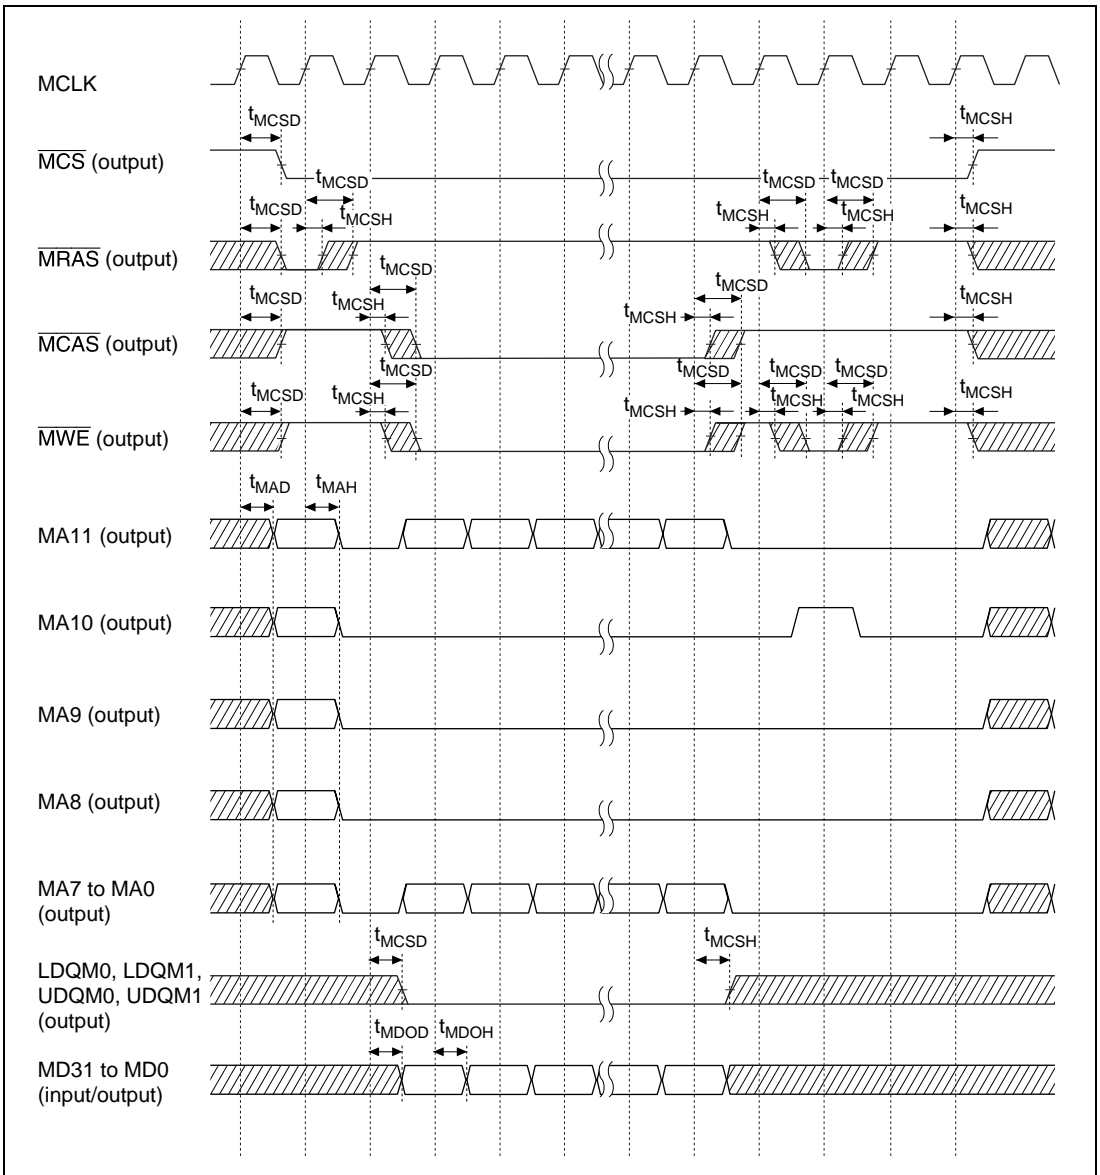 MCLK
tMCSD
tMCSH
MCS (output)
tMCSD tMCSD tMCSD
tMCSD tMCSH tMCSH tMCSH tMCSH
MRAS (output)
tMCSD tMCSD
tMCSD tMCSH tMCSH tMCSH
MCAS (output)
tMCSD tMCSD tMCSD tMCSD
tMCSD tMCSH tMCSH tMCSH tMCSH tMCSH
MWE (output)
tMAD tMAH
MA11 (output)
MA10 (output)
MA9 (output)
MA8 (output)
MA7 to MA0
(output)
tMCSD tMCSH
LDQM0, LDQM1,
UDQM0, UDQM1
(output)
tMDOD tMDOH
MD31 to MD0
(input/output)